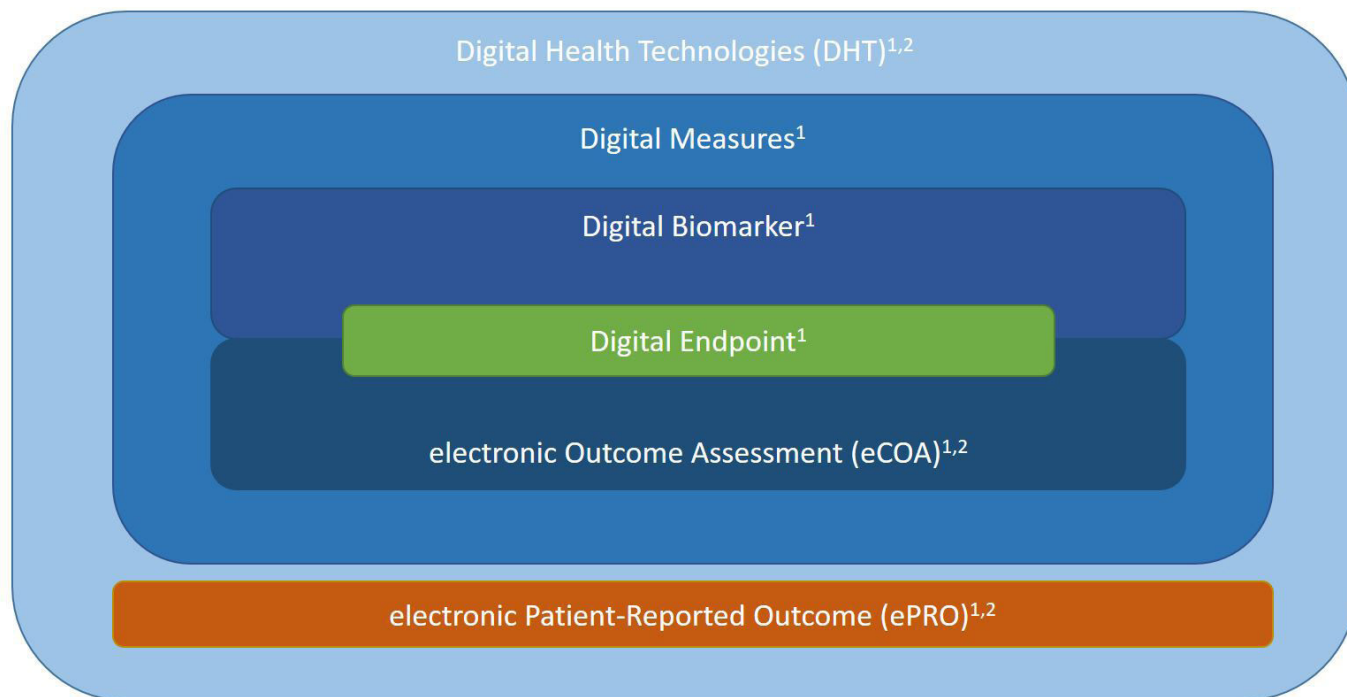 Digital Health Technologies (DHT)1,2
Digital Measures1
Digital Biomarker1
Digital Endpoint1
electronic Outcome Assessment (eCOA)1,2
electronic Patient-Reported Outcome (ePRO)1,2